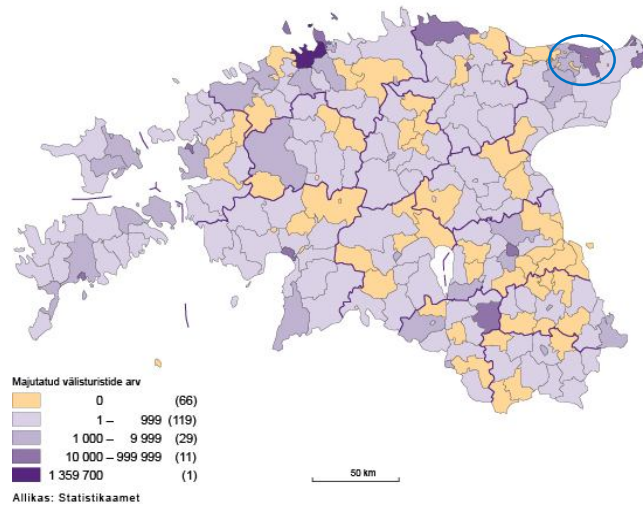 Majutatud välisturistide arv
0 (66)
1 – 999 (119)
1 000 – 9 999 (29)
10 000 – 999 999 (11)
1 359 700 (1)
50 km
Allikas: Statistikaamet